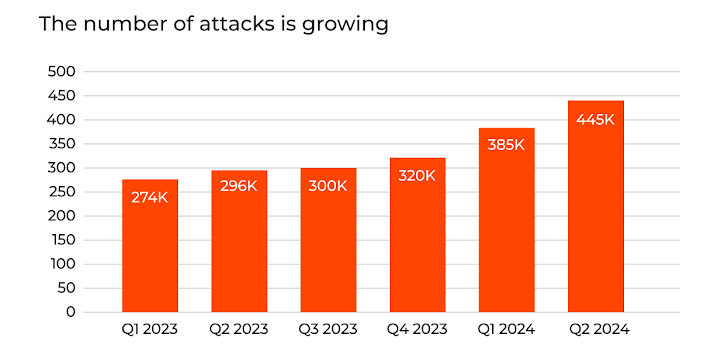 The number of attacks is growing
500
450
400
350
300
250
200
150
100
50
0
274K
296K
300K
320K
385K
445K
Q1 2023
Q2 2023
Q3 2023
Q4 2023
Q1 2024
Q2 2024